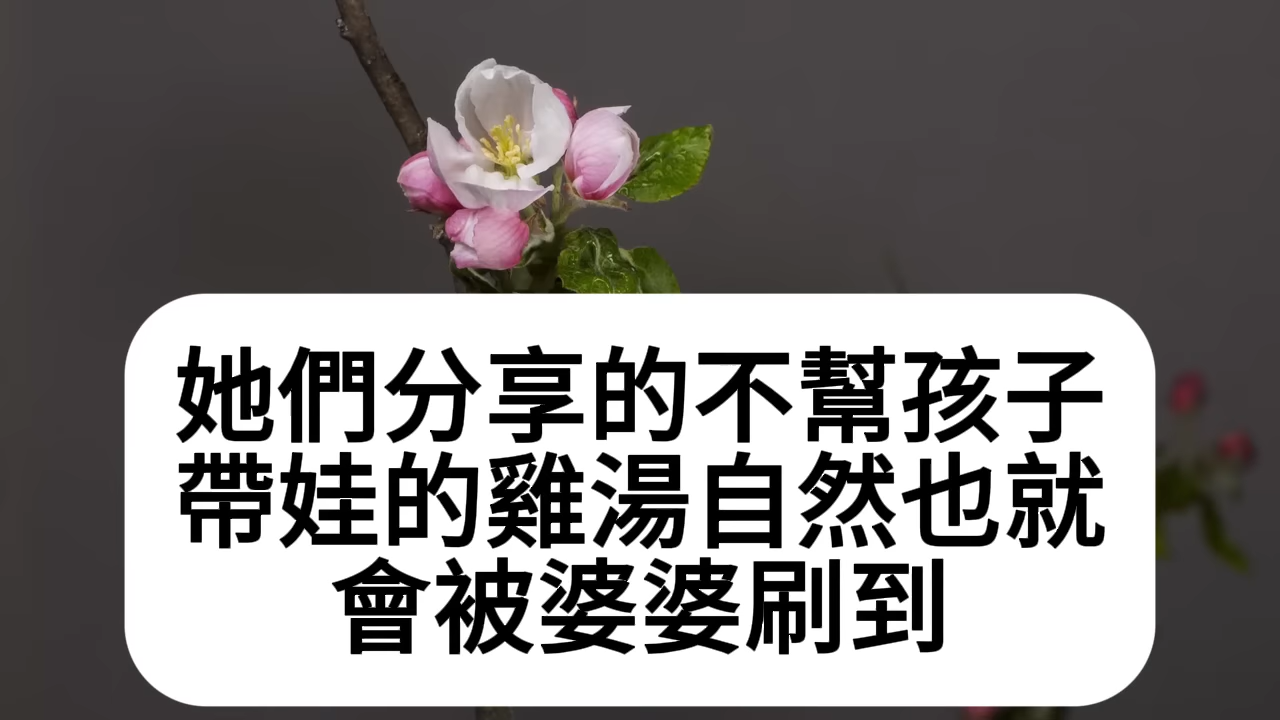 她們分享的不幫孩子
帶娃的雞湯自然也就
會被婆婆刷到